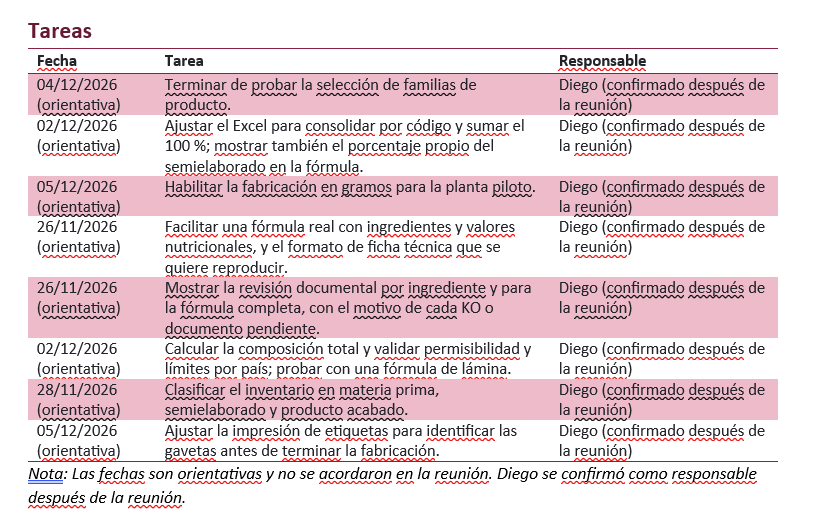 Tareas
Fecha Tarea Responsable
04/12/2026 Terminar de probar la selección de familias de Diego (confirmado después de
(orientativa) producto. la reunión)
02/12/2026 Ajustar el Excel para consolidar por código y sumar el Diego (confirmado después de
(orientativa) 100 %; mostrar también el porcentaje propio del la reunión)
semielaborado en la fórmula.
05/12/2026 Habilitar la fabricación en gramos para la planta piloto. Diego (confirmado después de
(orientativa) la reunión)
26/11/2026 Facilitar una fórmula real con ingredientes y valores Diego (confirmado después de
(orientativa) nutricionales, y el formato de ficha técnica que se la reunión)
quiere reproducir.
26/11/2026 Mostrar la revisión documental por ingrediente y para Diego (confirmado después de
(orientativa) la fórmula completa, con el motivo de cada KO o la reunión)
documento pendiente.
02/12/2026 Calcular la composición total y validar permisibilidad y Diego (confirmado después de
(orientativa) límites por país; probar con una fórmula de lámina. la reunión)
28/11/2026 Clasificar el inventario en materia prima, Diego (confirmado después de
(orientativa) semielaborado y producto acabado. la reunión)
05/12/2026 Ajustar la impresión de etiquetas para identificar las Diego (confirmado después de
(orientativa) gavetas antes de terminar la fabricación. la reunión)
Nota: Las fechas son orientativas y no se acordaron en la reunión. Diego se confirmó como responsable
después de la reunión.